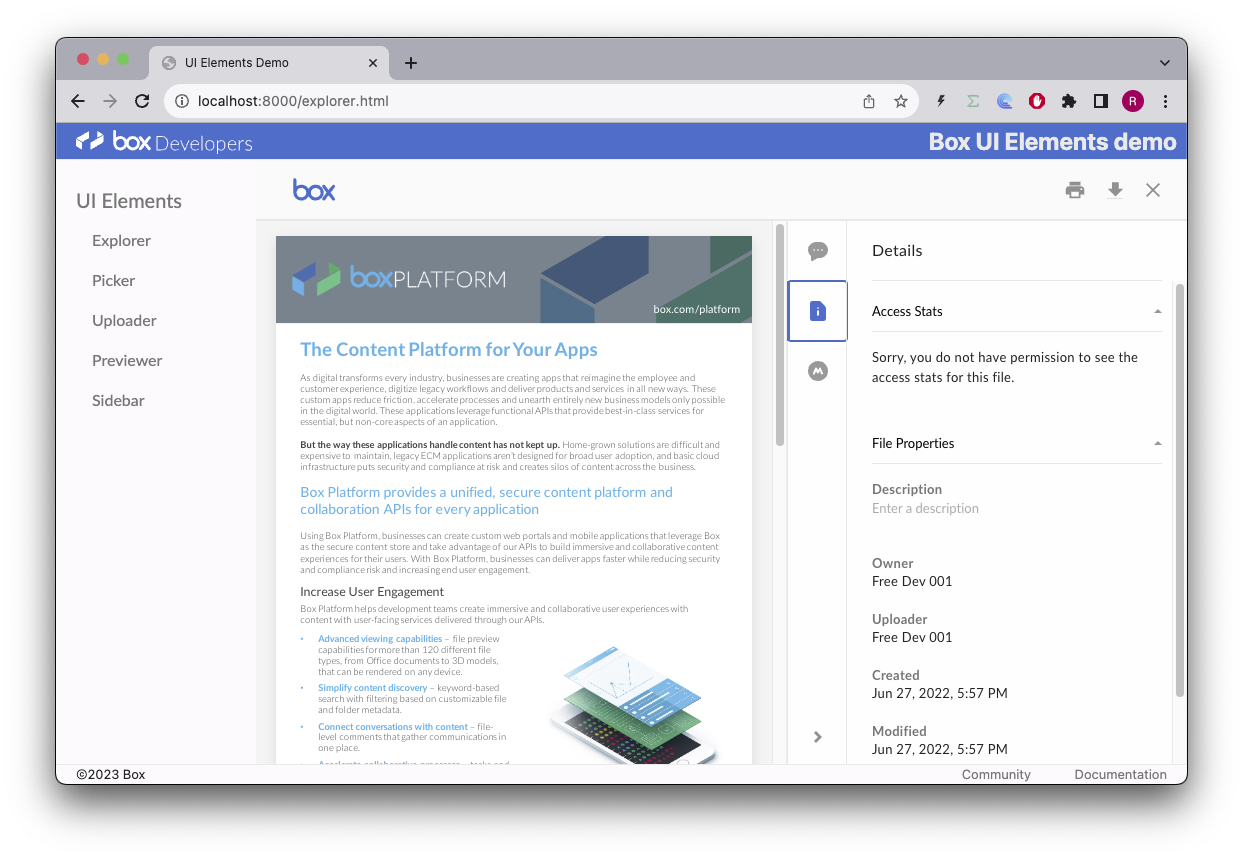 UI Elements Demo
localhost:8000/explorer.html
R
box Developers
Box UI Elements demo
UI Elements
Explorer
Picker
Uploader
Previewer
Sidebar
box
boxPLATFORM
box.com/platform
The Content Platform for Your Apps
As digital transforms every industry, businesses are creating apps that reimagine the employee and
customer experience, digitize legacy workflows and deliver products and services in all new ways. These
custom apps reduce friction, accelerate processes and unearth entirely new business models only possible
in the digital world. These applications leverage functional APIs that provide best-in-class services for
essential, but non-core aspects of an application.
But the way these applications handle content has not kept up. Home-grown solutions are difficult and
expensive to maintain, legacy ECM applications aren't designed for broad user adoption, and basic cloud
infrastructure puts security and compliance at risk and creates silos of content across the business.
Box Platform provides a unified, secure content platform and
collaboration APIs for every application
Using Box Platform, businesses can create custom web portals and mobile applications that leverage Box
as the secure content store and take advantage of our APIs to build immersive and collaborative content
experiences for their users. With Box Platform, businesses can deliver apps faster while reducing security
and compliance risk and increasing end user engagement.
Increase User Engagement
Box Platform helps development teams create immersive and collaborative user experiences with
content with user-facing services delivered through our APIs.
• Advanced viewing capabilities – file preview
capabilities for more than 120 different file
types, from Office documents to 3D models,
that can be rendered on any device.
• Simplify content discovery – keyword-based
search with filtering based on customizable file
and folder metadata.
• Connect conversations with content – file-
level comments that gather communications in
one place.
Details
Access Stats
Sorry, you do not have permission to see the
access stats for this file.
File Properties
Description
Enter a description
Owner
Free Dev 001
Uploader
Free Dev 001
Created
Jun 27, 2022, 5:57 PM
Modified
Jun 27, 2022, 5:57 PM
©2023 Box
Community
Documentation